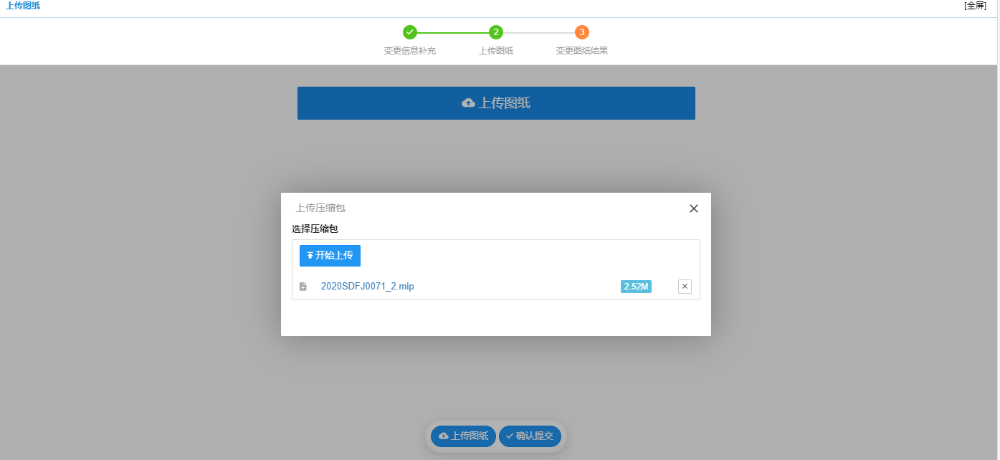 上传图纸
[全屏]
2
3
变更信息补充
上传图纸
变更图纸结果
上传图纸
上传压缩包
选择压缩包
开始上传
2020SDFJ0071_2.mip
2.52M
上传图纸
确认提交